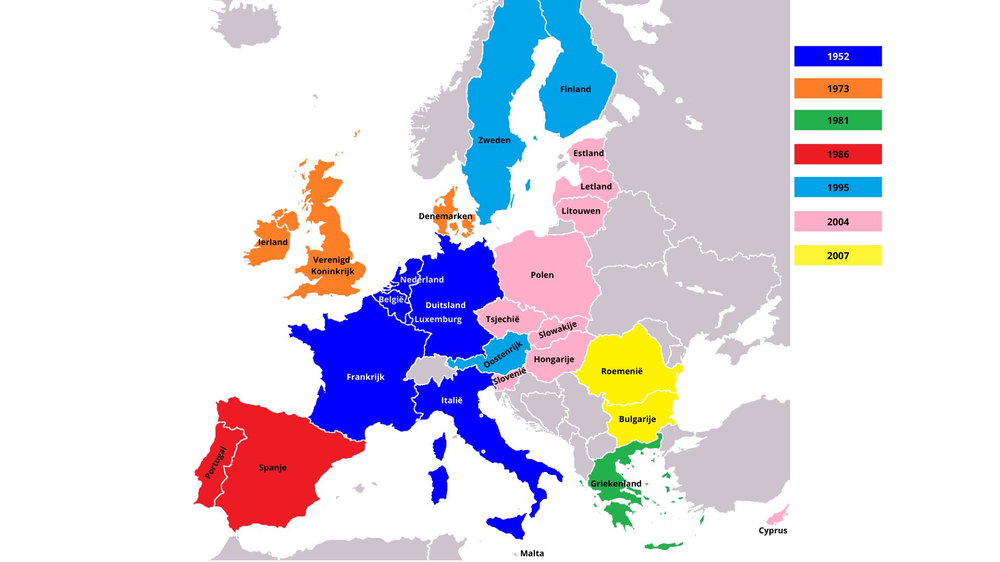 1952
1973
Finland
1981
Zweden
Estland
1986
Letland
1995
Litouwen
Denemarken
2004
Ierland
2007
Verenigd
Koninkrijk
Polen
Nederland
België
Duitsland
Luxemburg
Tsjechië
Slowakije
Oostenrijk
Hongarije
Roemenië
Slovenië
Frankrijk
Italië
Bulgarije
Portugal
Spanje
Griekenland
Cyprus
Malta